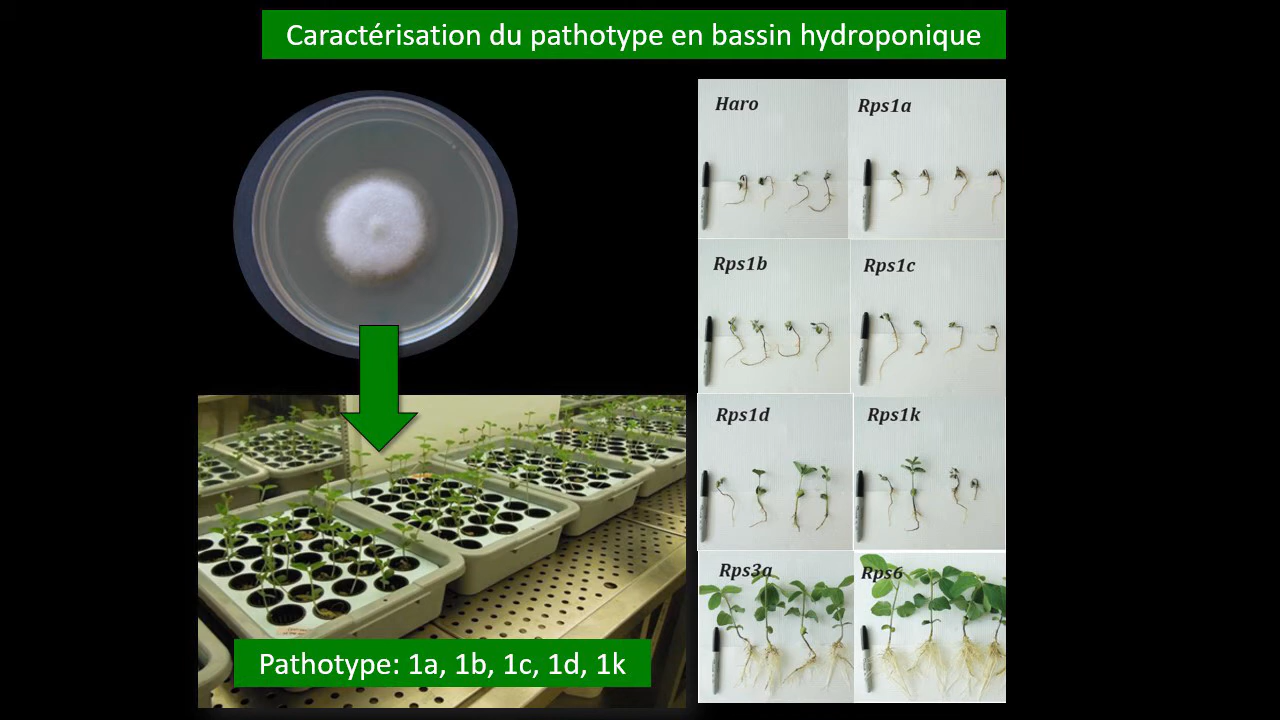 Caractérisation du pathotype en bassin hydroponique
Haro
Rps1a
Rps1b
Rps1c
Rps1d
Rps1k
Rps3a
Rps6
Pathotype: 1a, 1b, 1c, 1d, 1k